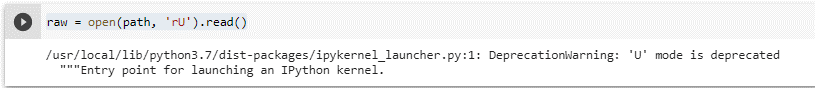 raw = open(path, 'rU').read()
/usr/local/lib/python3.7/dist-packages/ipykernel_launcher.py:1: DeprecationWarning: 'U' mode is deprecated
"""Entry point for launching an IPython kernel.